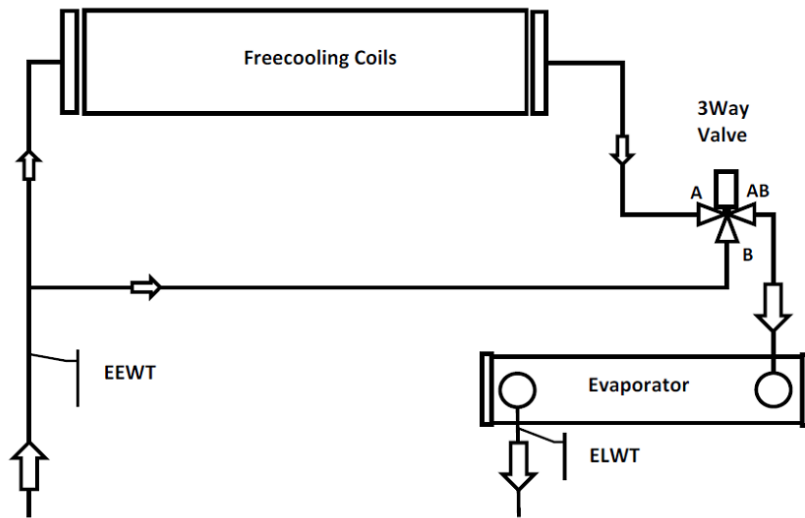 Freecooling Coils
3Way
Valve
A
AB
B
EEWT
Evaporator
ELWT